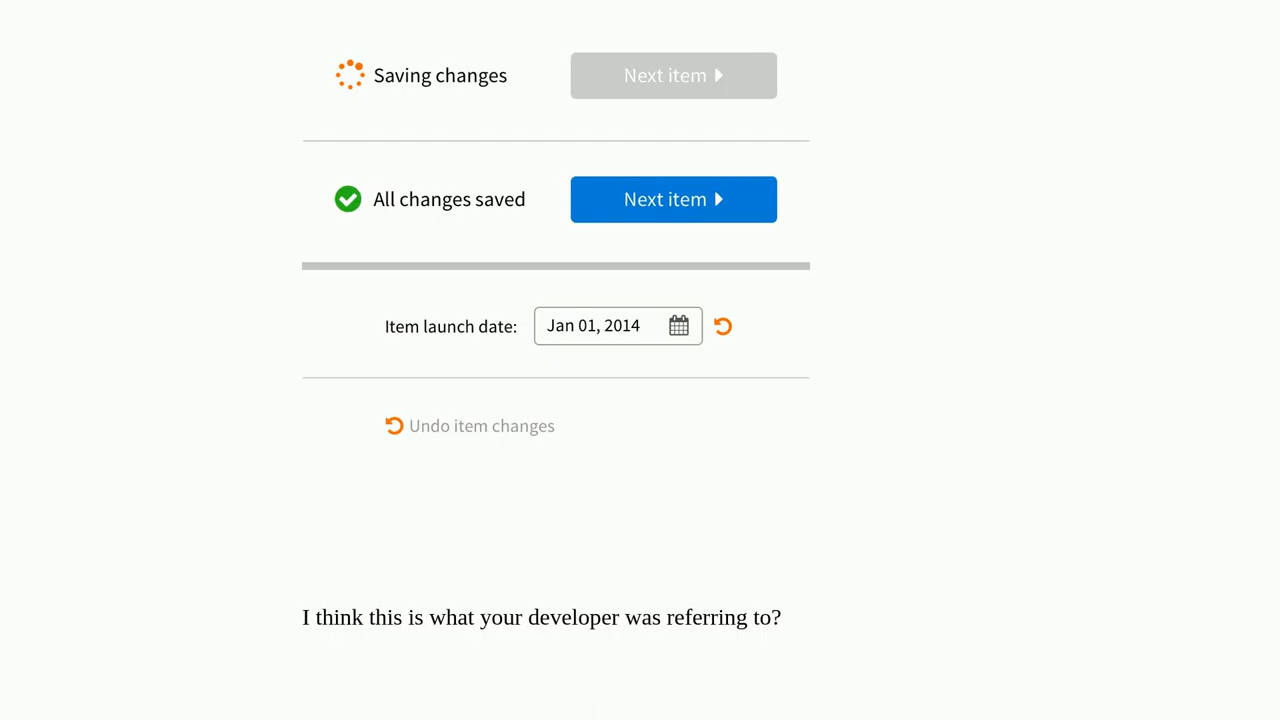 Saving changes Next item
All changes saved Next item
Item launch date: Jan 01, 2014
Undo item changes
I think this is what your developer was referring to?